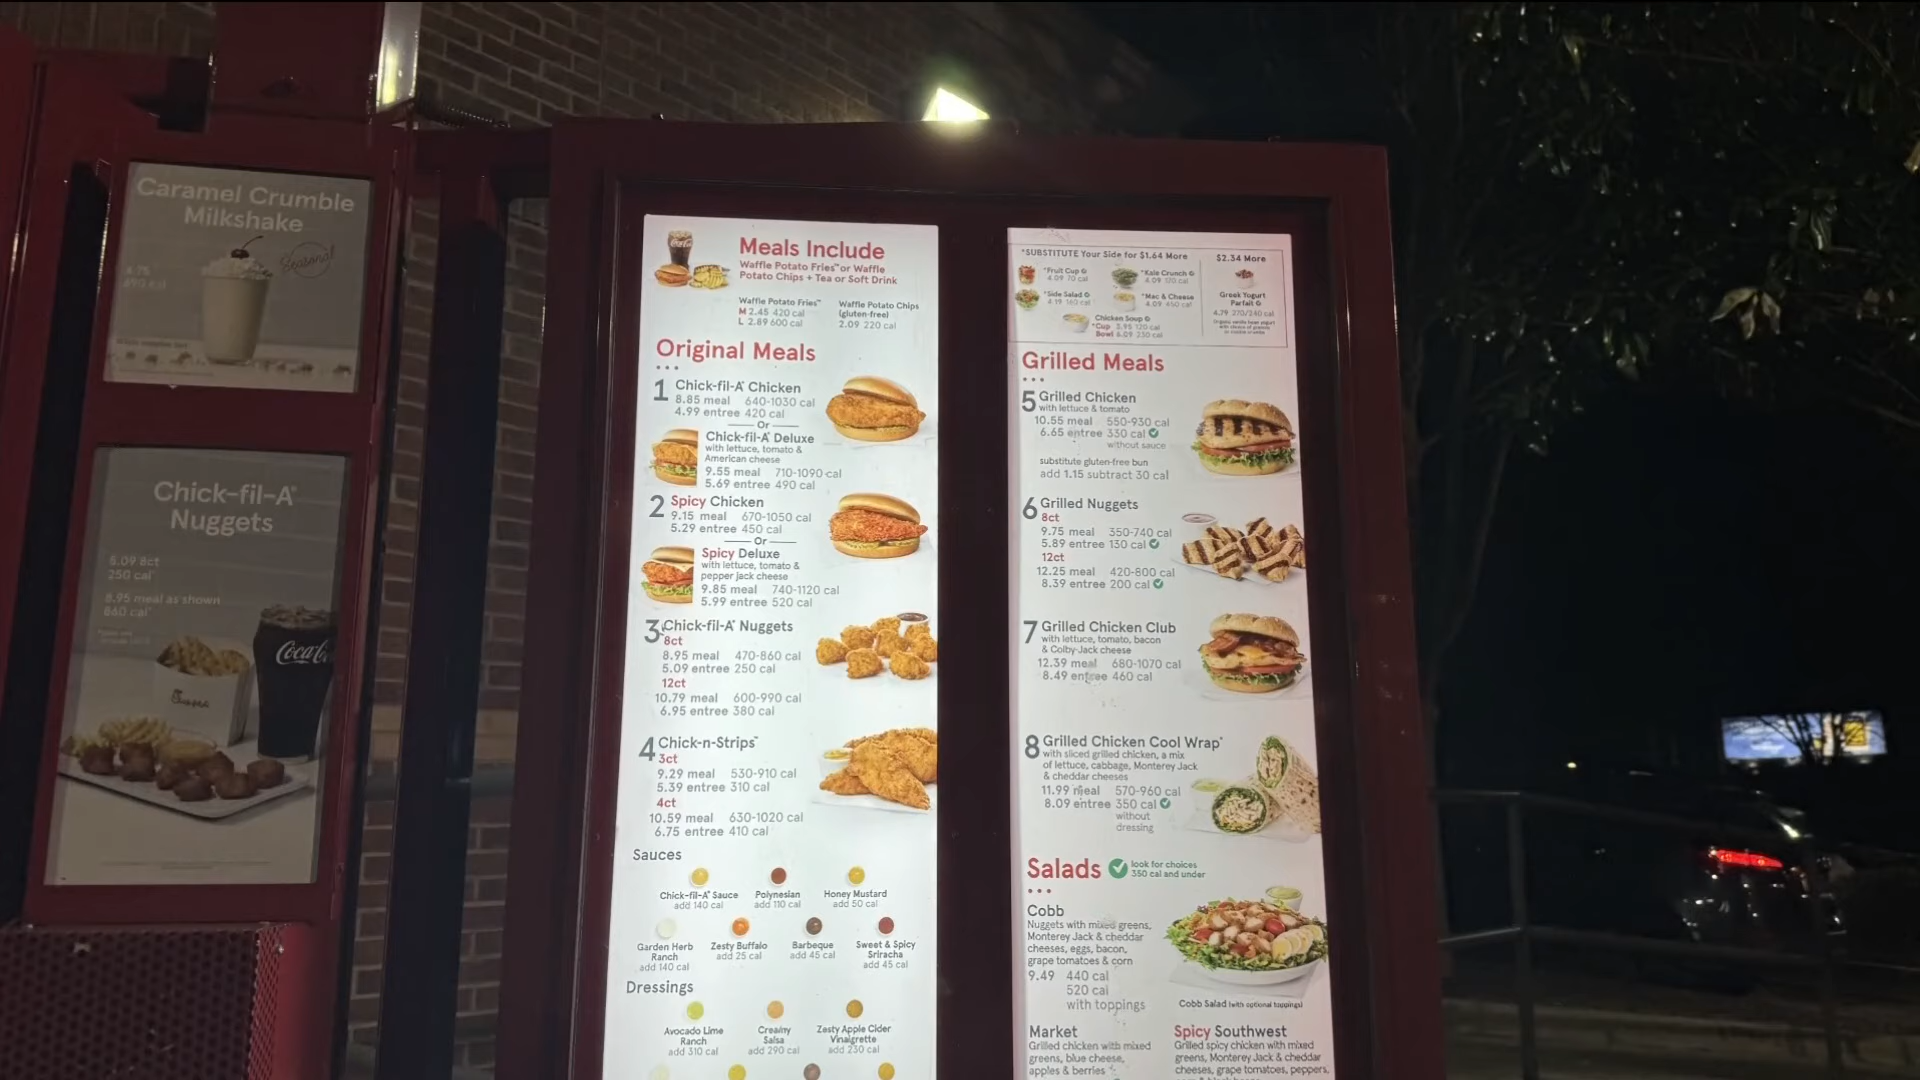 Caramel Crumble
Milkshake
Seasonal
4.75
690 cal
Chick-fil-A®
Nuggets
5.09 8ct
250 cal
8.95 meal as shown
860 cal*
Coca-Co
Coca-Cola
Meals Include
Waffle Potato Fries™ or Waffle
Potato Chips + Tea or Soft Drink
Waffle Potato Fries™
M 2.45 420 cal
L 2.89 600 cal
Waffle Potato Chips
(gluten-free)
2.09 220 cal
Original Meals
1 Chick-fil-A® Chicken
8.85 meal 640-1030 cal
4.99 entree 420 cal
Or
Chick-fil-A® Deluxe
with lettuce, tomato &
American cheese
9.55 meal 710-1090 cal
5.69 entree 490 cal
2 Spicy Chicken
9.15 meal 670-1050 cal
5.29 entree 450 cal
Or
Spicy Deluxe
with lettuce, tomato &
pepper jack cheese
9.85 meal 740-1120 cal
5.99 entree 520 cal
3 Chick-fil-A® Nuggets
8ct
8.95 meal 470-860 cal
5.09 entree 250 cal
12ct
10.79 meal 600-990 cal
6.95 entree 380 cal
4 Chick-n-Strips™
3ct
9.29 meal 530-910 cal
5.39 entree 310 cal
4ct
10.59 meal 630-1020 cal
6.75 entree 410 cal
Sauces
Chick-fil-A® Sauce
add 140 cal
Polynesian
add 110 cal
Honey Mustard
add 50 cal
Garden Herb
Ranch
add 140 cal
Zesty Buffalo
add 25 cal
Barbeque
add 45 cal
Sweet & Spicy
Sriracha
add 45 cal
Dressings
Avocado Lime
Ranch
add 310 cal
Creamy
Salsa
add 290 cal
Zesty Apple Cider
Vinaigrette
add 230 cal
*SUBSTITUTE Your Side for $1.64 More
*Fruit Cup
4.09 70 cal
*Kale Crunch
4.09 170 cal
*Side Salad
4.19 160 cal
*Mac & Cheese
4.09 450 cal
Chicken Soup
*Cup 3.95 120 cal
Bowl 6.09 330 cal
$2.34 More
Greek Yogurt
Parfait
4.79 270/240 cal
Grilled Meals
5 Grilled Chicken
with lettuce & tomato
10.55 meal 550-930 cal
6.65 entree 330 cal
without sauce
substitute gluten-free bun
add 1.15 subtract 30 cal
6 Grilled Nuggets
8ct
9.75 meal 350-740 cal
5.89 entree 130 cal
12ct
12.25 meal 420-800 cal
8.39 entree 200 cal
7 Grilled Chicken Club
with lettuce, tomato, bacon
& Colby-Jack cheese
12.39 meal 680-1070 cal
8.49 entree 460 cal
8 Grilled Chicken Cool Wrap®
with sliced grilled chicken, a mix
of lettuce, cabbage, Monterey Jack
& cheddar cheeses
11.99 meal 570-960 cal
8.09 entree 350 cal
without
dressing
Salads
look for choices
350 cal and under
Cobb
Nuggets with mixed greens,
Monterey Jack & cheddar
cheeses, eggs, bacon,
grape tomatoes & corn
9.49 440 cal
520 cal
with toppings
Cobb Salad (with optional toppings)
Market
Grilled chicken with mixed
greens, blue cheese,
apples & berries
Spicy Southwest
Grilled spicy chicken with mixed
greens, Monterey Jack & cheddar
cheeses, grape tomatoes, peppers,